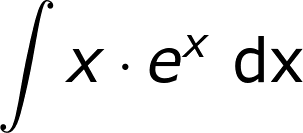 ∫ x · eˣ dx